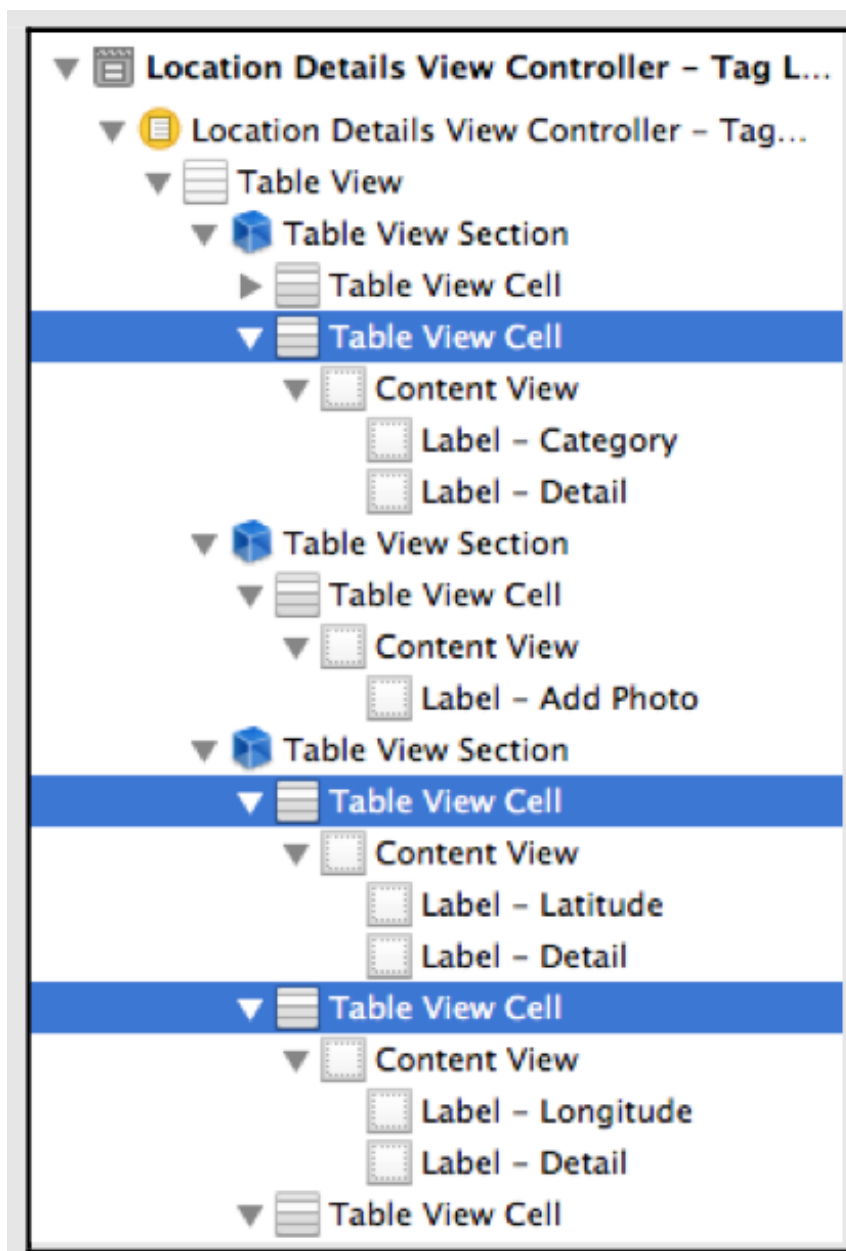 Location Details View Controller – Tag L...
Location Details View Controller – Tag...
Table View
Table View Section
Table View Cell
Table View Cell
Content View
Label – Category
Label – Detail
Table View Section
Table View Cell
Content View
Label – Add Photo
Table View Section
Table View Cell
Content View
Label – Latitude
Label – Detail
Table View Cell
Content View
Label – Longitude
Label – Detail
Table View Cell